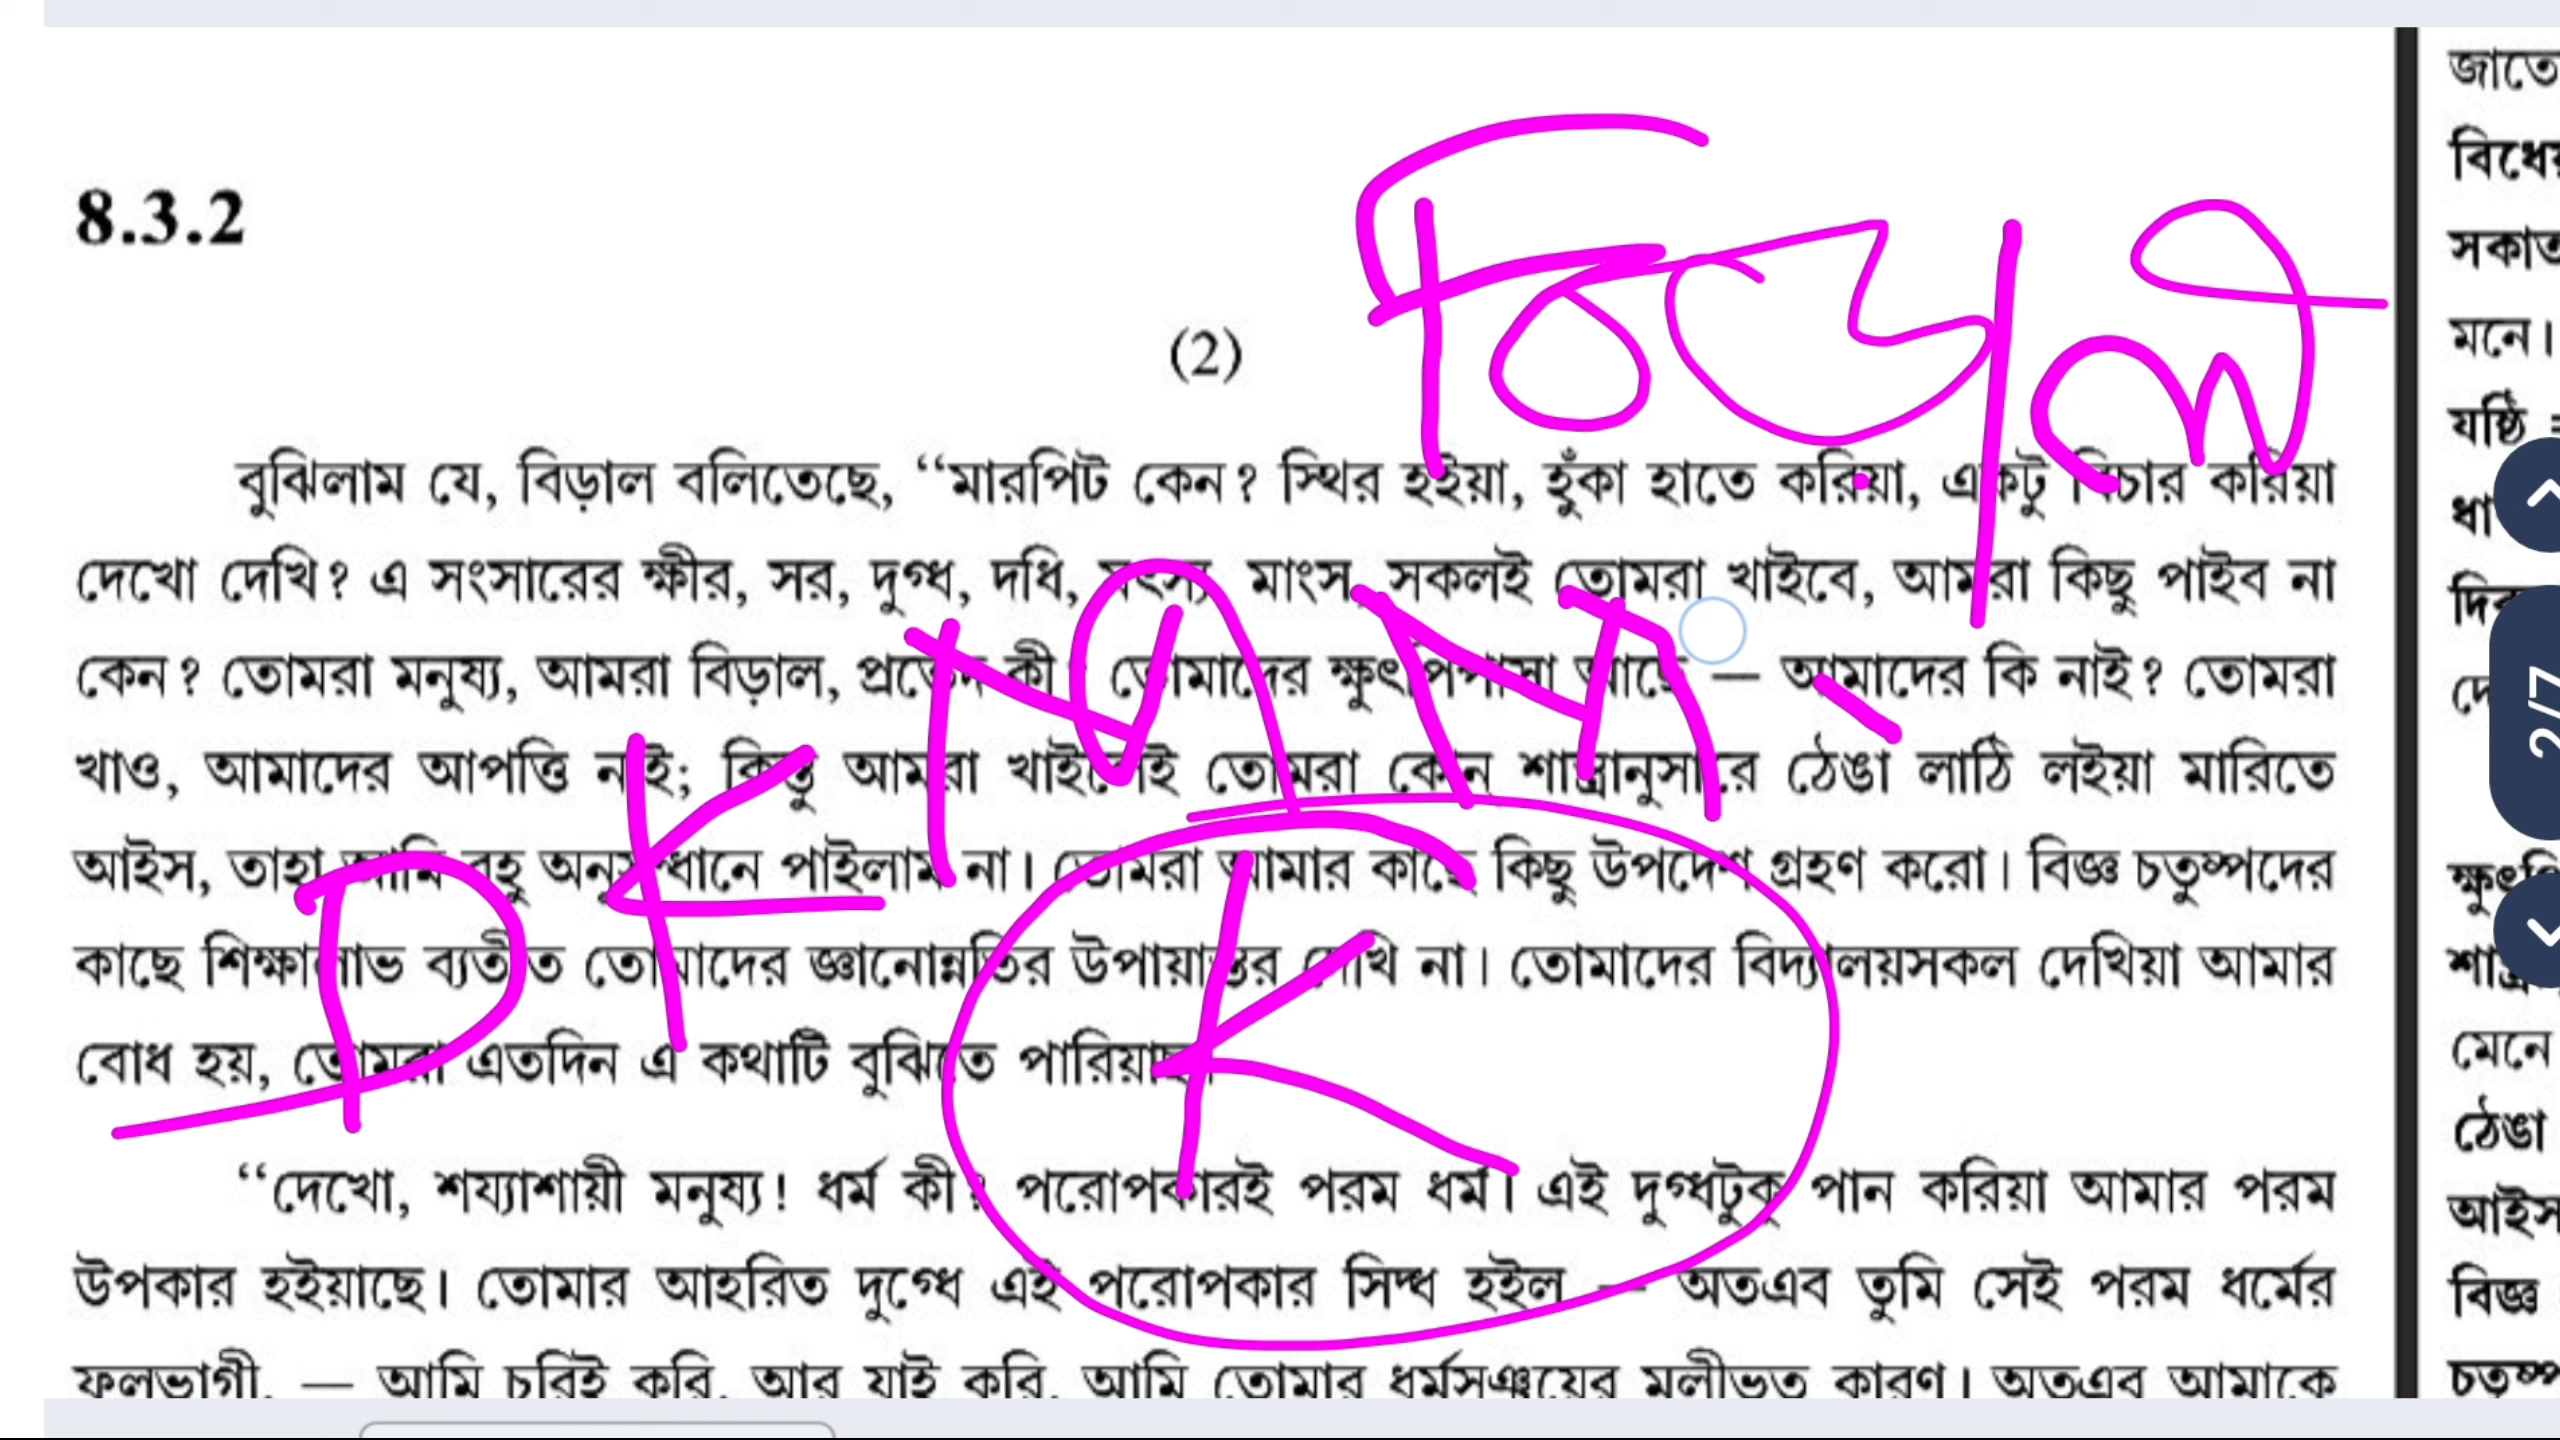 8.3.2
(2)
বুঝিলাম যে, বিড়াল বলিতেছে, “মারপিট কেন? স্থির হইয়া, হুঁকা হাতে করিয়া, একটু বিচার করিয়া
দেখো দেখি? এ সংসারের ক্ষীর, সর, দুগ্ধ, দধি, মৎস্য, মাংস, সকলই তোমরা খাইবে, আমরা কিছু পাইব না
কেন? তোমরা মনুষ্য, আমরা বিড়াল, প্রভেদ কী? তোমাদের ক্ষুৎপিপাসা আছে — আমাদের কি নাই? তোমরা
খাও, আমাদের আপত্তি নাই; কিন্তু আমরা খাইলেই তোমরা কেন শাস্ত্রানুসারে ঠেঙা লাঠি লইয়া মারিতে
আইস, তাহা আমি বহু অনুসন্ধানে পাইলাম না। তোমরা আমার কাছে কিছু উপদেশ গ্রহণ করো। বিজ্ঞ চতুষ্পদের
কাছে শিক্ষালাভ ব্যতীত তোমাদের জ্ঞানোন্নতির উপায়ান্তর দেখি না। তোমাদের বিদ্যালয়সকল দেখিয়া আমার
বোধ হয়, তোমরা এতদিন এ কথাটি বুঝিতে পারিয়াছ।
“দেখো, শয্যাশায়ী মনুষ্য! ধর্ম কী? পরোপকারই পরম ধর্ম। এই দুগ্ধটুকু পান করিয়া আমার পরম
উপকার হইয়াছে। তোমার আহরিত দুগ্ধে এই পরোপকার সিদ্ধ হইল — অতএব তুমি সেই পরম ধর্মের
ফলভাগী, — আমি চুরিই করি, আর যাই করি, আমি তোমার ধর্মসঞ্চয়ের মূলীভূত কারণ। অতএব আমাকে
মনে।
মেনে
ঠেঙা
2/7